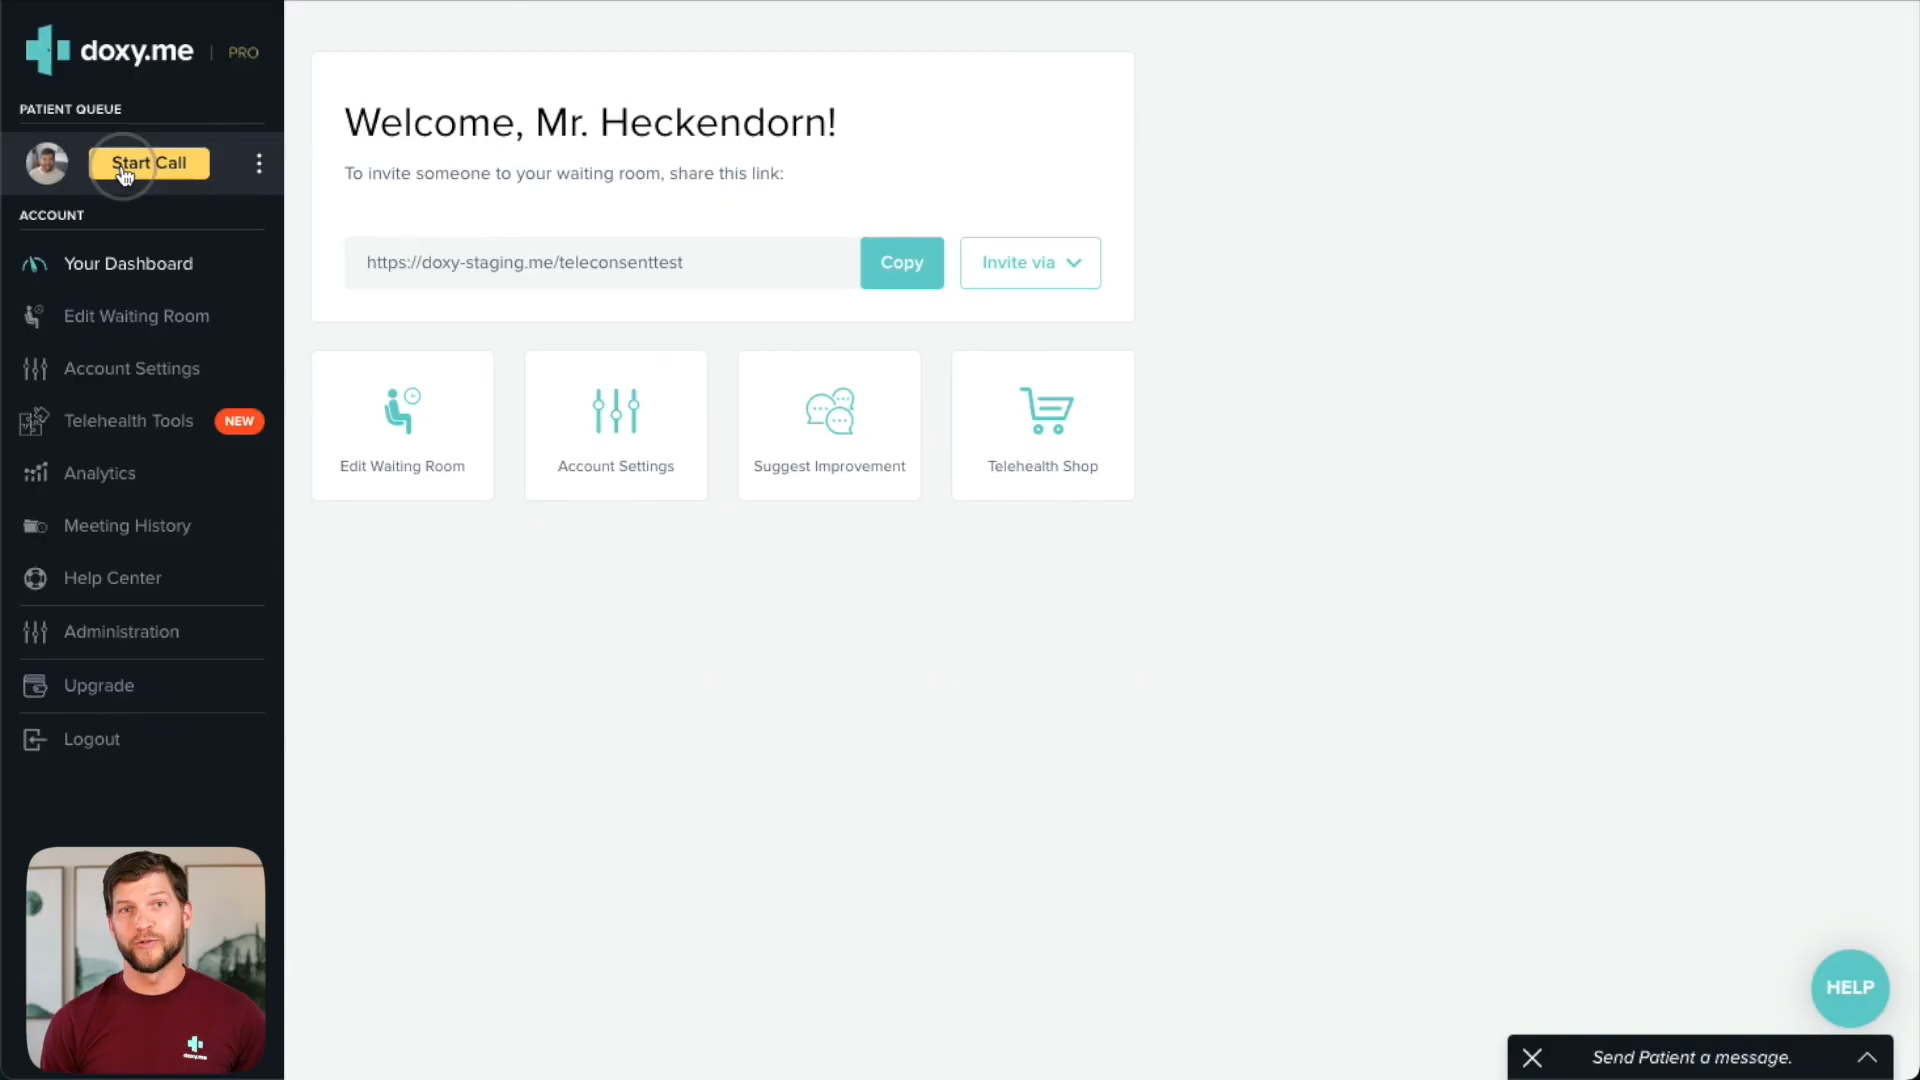 doxy.me | PRO
PATIENT QUEUE
Start Call
ACCOUNT
Your Dashboard
Edit Waiting Room
Account Settings
Telehealth Tools NEW
Analytics
Meeting History
Help Center
Administration
Upgrade
Logout
doxy.me
Welcome, Mr. Heckendorn!
To invite someone to your waiting room, share this link:
https://doxy-staging.me/teleconsenttest Copy Invite via
Edit Waiting Room Account Settings Suggest Improvement Telehealth Shop
HELP
Send Patient a message.